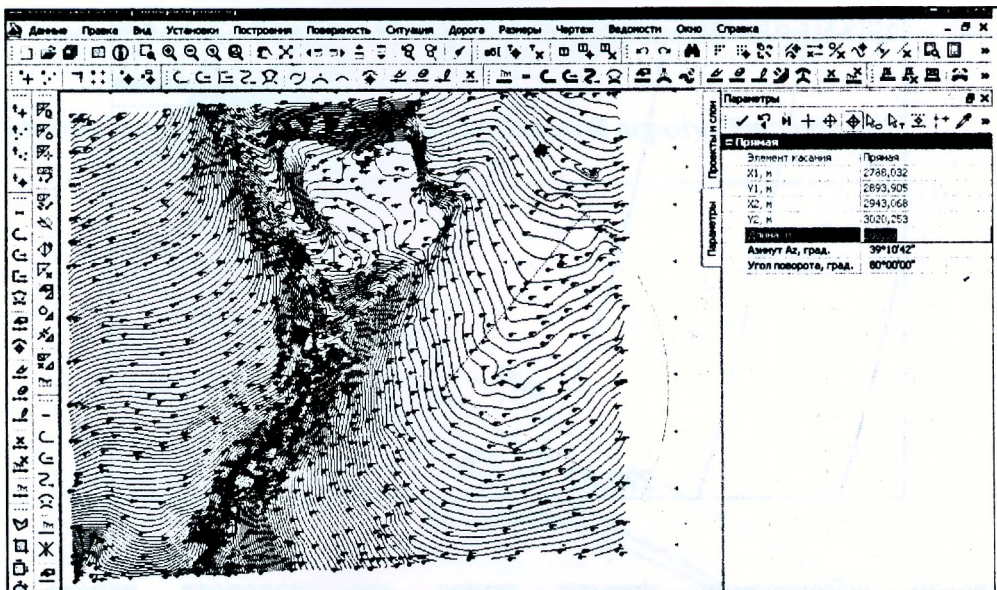 Данные Правка Вид Установки Построения Поверхность Ситуация Дорога Размеры Чертеж Ведомости Окно Справка
Проекты и слои
Параметры
Параметры
Прямая
Элемент касания Прямая
X1, м 2788,032
Y1, м 2893,905
X2, м 2943,068
Y2, м 3020,253
Азимут Az, град. 39°10'42"
Угол поворота, град. 80°00'00"